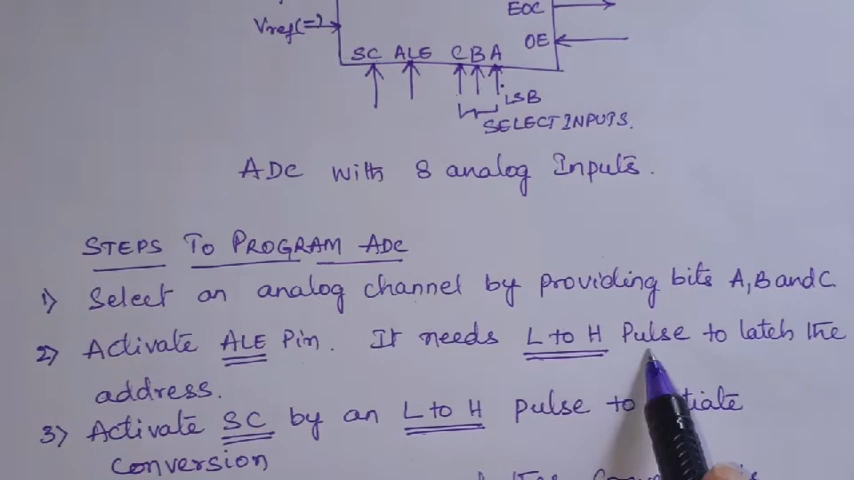 EOC
Vref(-)
OE
SC ALE C B A
LSB
SELECT INPUTS.
ADC with 8 analog Inputs.
STEPS TO PROGRAM ADC
1) Select an analog channel by providing bits A, B and C
2) Activate ALE Pin. It needs L to H Pulse to latch the
address.
3) Activate SC by an L to H pulse to
conversion